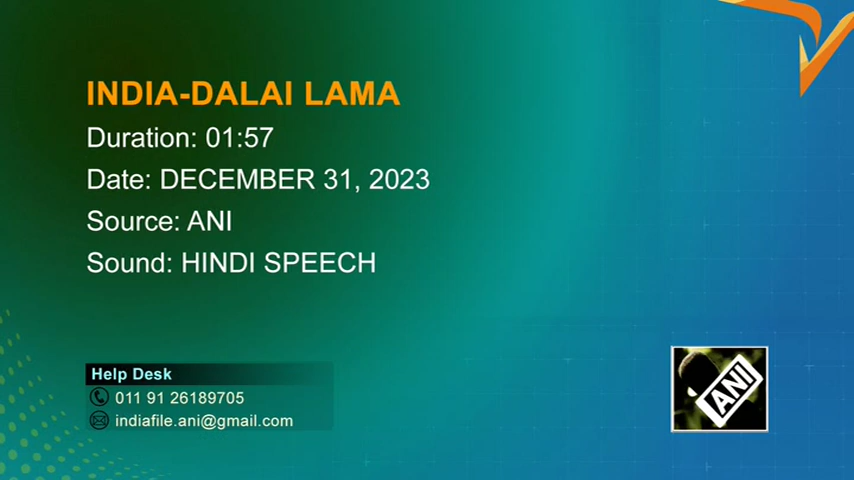 INDIA-DALAI LAMA
Duration: 01:57
Date: DECEMBER 31, 2023
Source: ANI
Sound: HINDI SPEECH
Help Desk
011 91 26189705
indiafile.ani@gmail.com
ANI